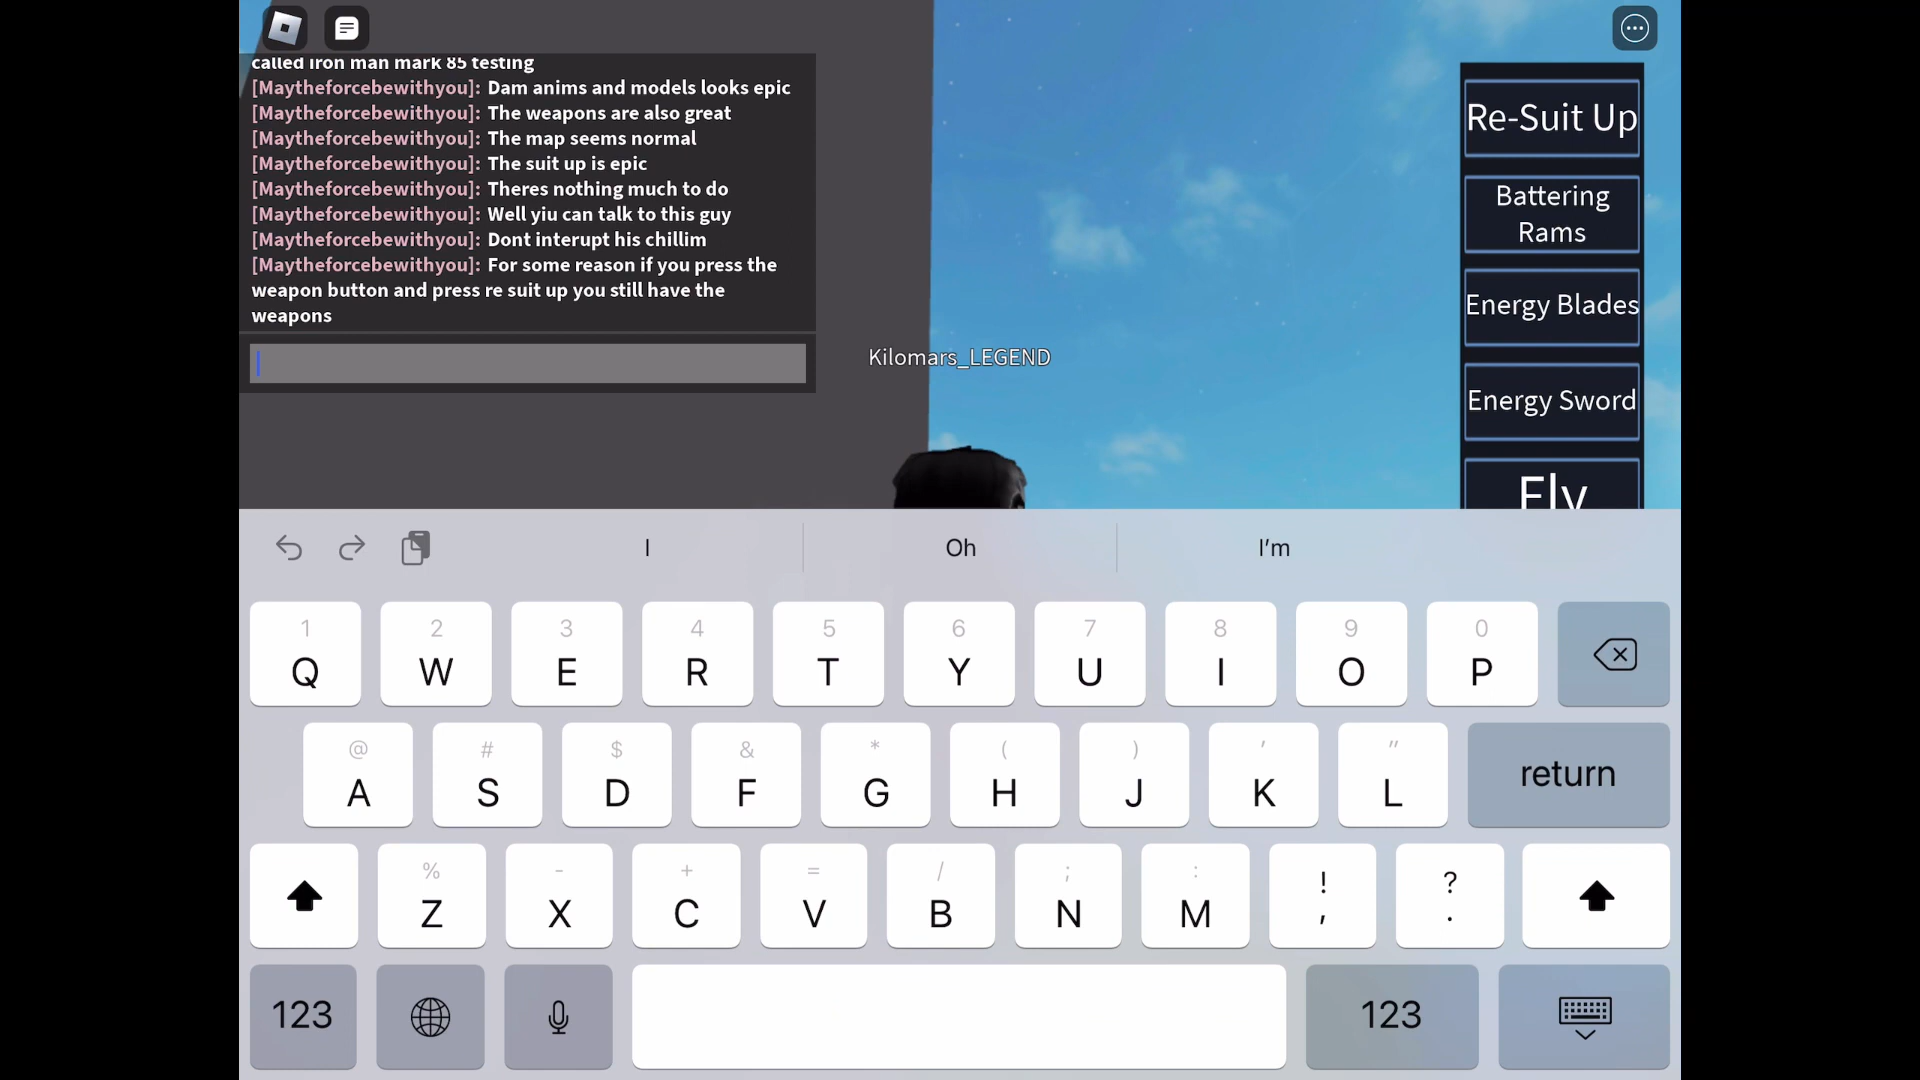 called iron man mark 85 testing
[Maytheforcebewithyou]: Dam anims and models looks epic
[Maytheforcebewithyou]: The weapons are also great
[Maytheforcebewithyou]: The map seems normal
[Maytheforcebewithyou]: The suit up is epic
[Maytheforcebewithyou]: Theres nothing much to do
[Maytheforcebewithyou]: Well yiu can talk to this guy
[Maytheforcebewithyou]: Dont interupt his chillim
[Maytheforcebewithyou]: For some reason if you press the
weapon button and press re suit up you still have the
weapons
Kilomars_LEGEND
Re-Suit Up
Battering
Rams
Energy Blades
Energy Sword
Fly
I Oh I'm
1 2 3 4 5 6 7 8 9 0
Q W E R T Y U I O P
@ # $ & * ( ) ' "
A S D F G H J K L return
% - + = / ; : ! ?
Z X C V B N M , .
123 123